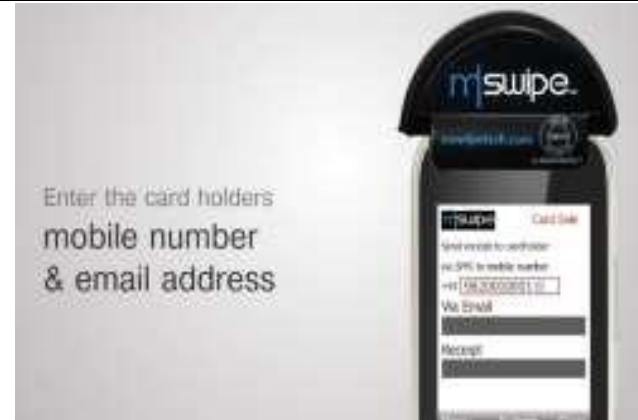 Enter the card holders
mobile number
& email address
mswipe
mswipe
Card Sale
Send receipt to cardholder
via SMS to mobile number
+91
Via Email
Receipt